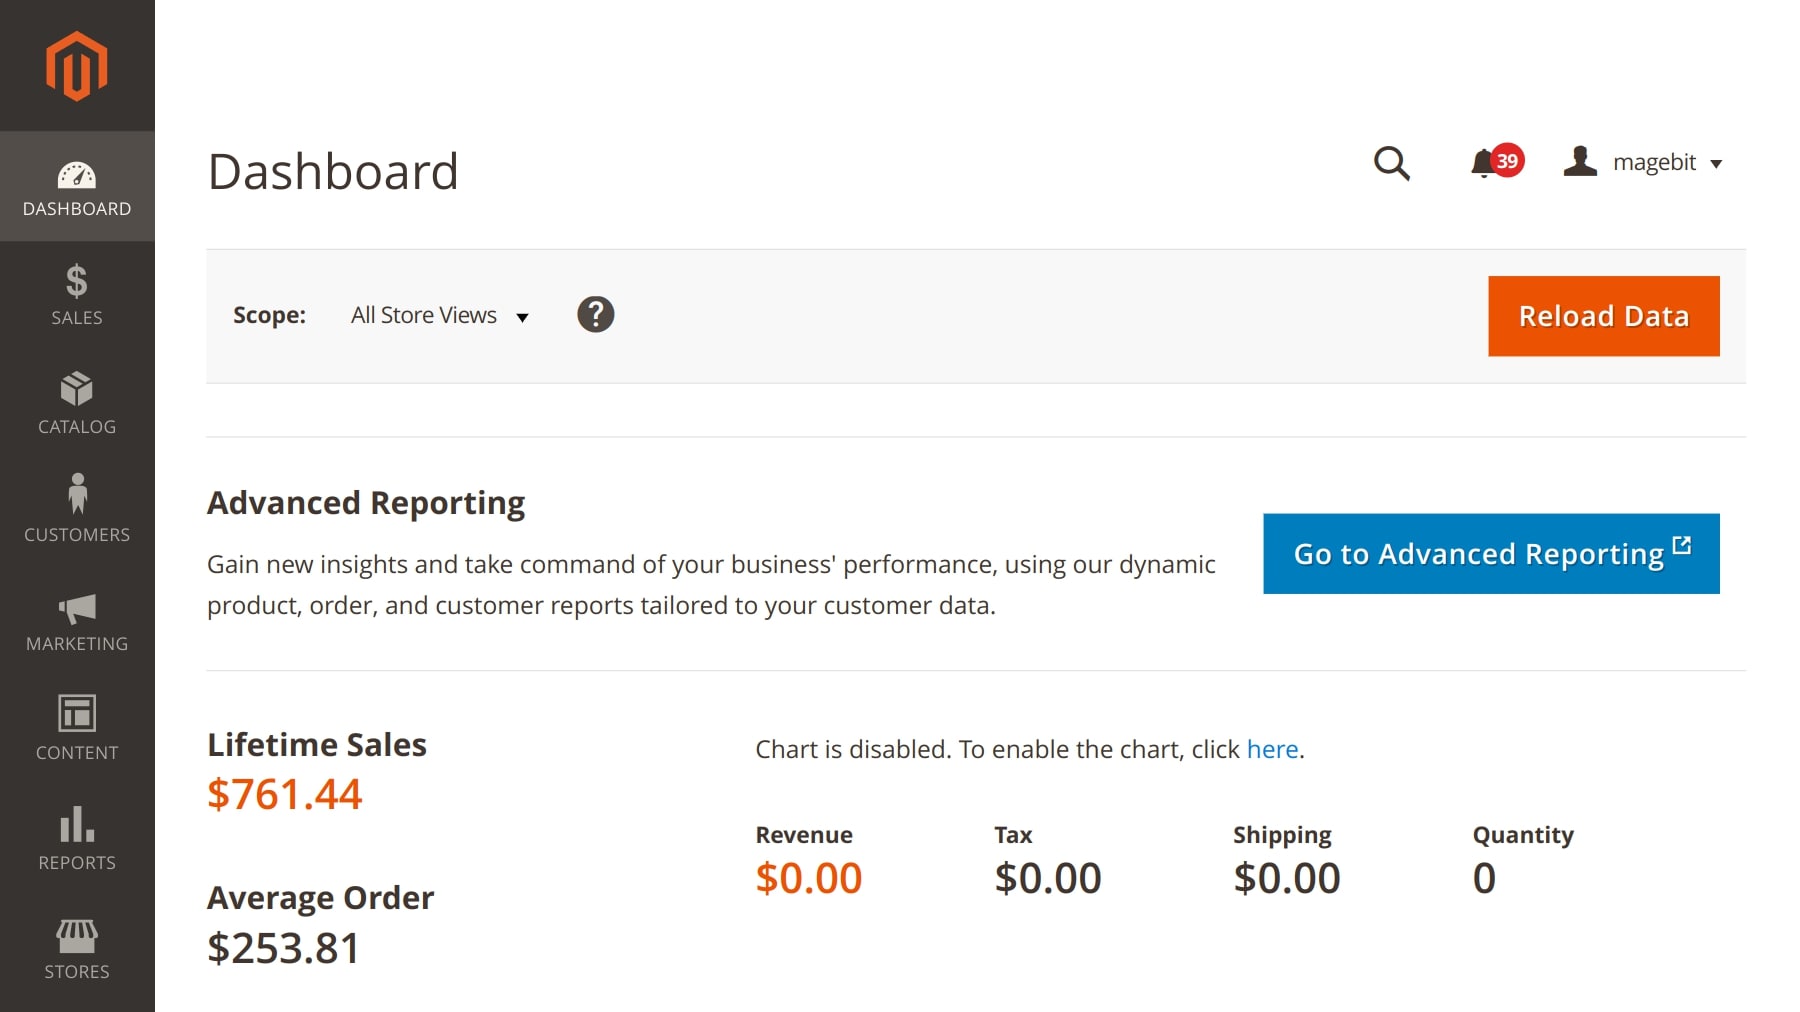 DASHBOARD
SALES
CATALOG
CUSTOMERS
MARKETING
CONTENT
REPORTS
STORES
Dashboard
39
magebit
Scope: All Store Views ?
Reload Data
Advanced Reporting
Gain new insights and take command of your business' performance, using our dynamic
product, order, and customer reports tailored to your customer data.
Go to Advanced Reporting
Lifetime Sales
$761.44
Average Order
$253.81
Chart is disabled. To enable the chart, click here.
Revenue Tax Shipping Quantity
$0.00 $0.00 $0.00 0